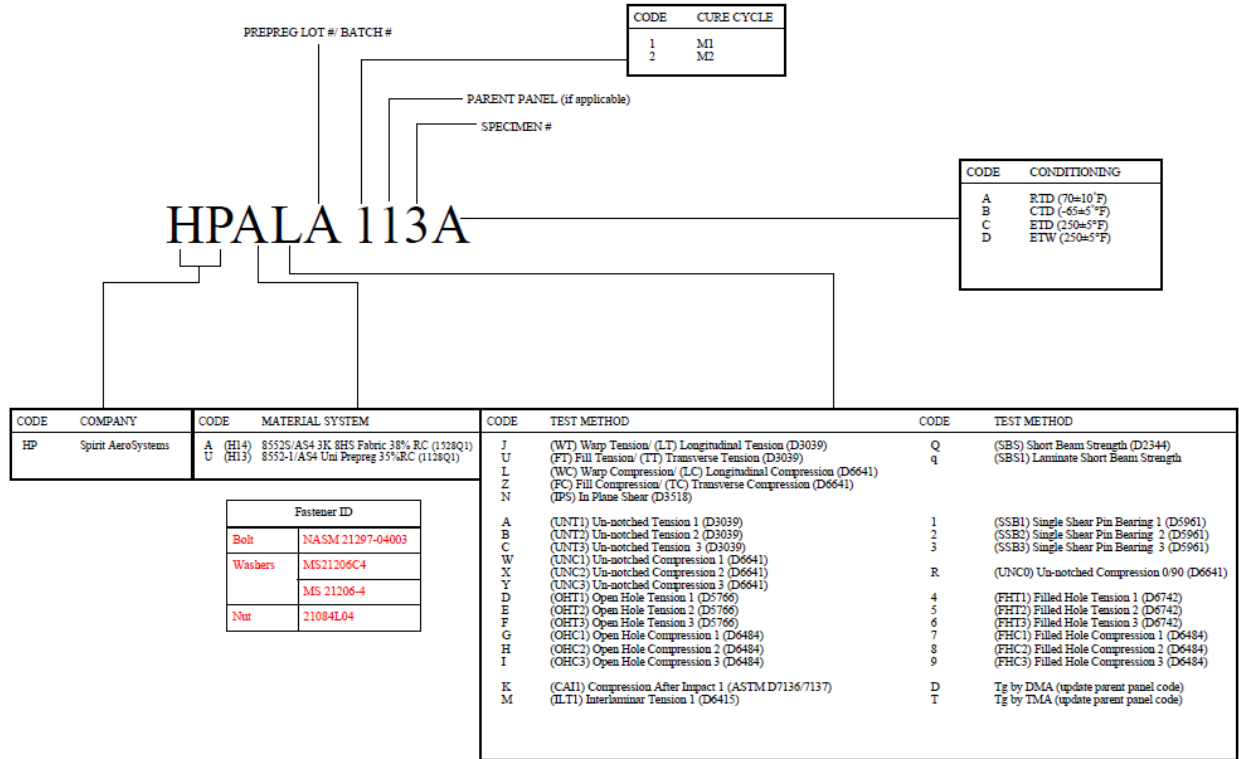 CODE CURE CYCLE
1 M1
2 M2
PREPREG LOT #/ BATCH #
PARENT PANEL (if applicable)
SPECIMEN #
CODE CONDITIONING
A RTD (70±10°F)
B CTD (-65±5°F)
C ETD (250±5°F)
D ETW (250±5°F)
HPALA 113A
CODE COMPANY
HP Spirit AeroSystems
CODE MATERIAL SYSTEM
A (H14) 8552S/AS4 3K 8HS Fabric 38% RC (1528Q1)
U (H13) 8552-1/AS4 Uni Prepreg 35%RC (1128Q1)
Fastener ID
Bolt NASM 21297-04003
Washers MS21206C4
MS 21206-4
Nut 21084L04
CODE TEST METHOD
J (WT) Warp Tension/ (LT) Longitudinal Tension (D3039)
U (FT) Fill Tension/ (TT) Transverse Tension (D3039)
L (WC) Warp Compression/ (LC) Longitudinal Compression (D6641)
Z (FC) Fill Compression/ (TC) Transverse Compression (D6641)
N (IPS) In Plane Shear (D3518)
A (UNT1) Un-notched Tension 1 (D3039)
B (UNT2) Un-notched Tension 2 (D3039)
C (UNT3) Un-notched Tension 3 (D3039)
W (UNC1) Un-notched Compression 1 (D6641)
X (UNC2) Un-notched Compression 2 (D6641)
Y (UNC3) Un-notched Compression 3 (D6641)
D (OHT1) Open Hole Tension 1 (D5766)
E (OHT2) Open Hole Tension 2 (D5766)
F (OHT3) Open Hole Tension 3 (D5766)
G (OHC1) Open Hole Compression 1 (D6484)
H (OHC2) Open Hole Compression 2 (D6484)
I (OHC3) Open Hole Compression 3 (D6484)
K (CAI1) Compression After Impact 1 (ASTM D7136/7137)
M (ILT1) Interlaminar Tension 1 (D6415)
CODE TEST METHOD
Q (SBS) Short Beam Strength (D2344)
q (SBS1) Laminate Short Beam Strength
1 (SSB1) Single Shear Pin Bearing 1 (D5961)
2 (SSB2) Single Shear Pin Bearing 2 (D5961)
3 (SSB3) Single Shear Pin Bearing 3 (D5961)
R (UNC0) Un-notched Compression 0/90 (D6641)
4 (FHT1) Filled Hole Tension 1 (D6742)
5 (FHT2) Filled Hole Tension 2 (D6742)
6 (FHT3) Filled Hole Tension 3 (D6742)
7 (FHC1) Filled Hole Compression 1 (D6484)
8 (FHC2) Filled Hole Compression 2 (D6484)
9 (FHC3) Filled Hole Compression 3 (D6484)
D Tg by DMA (update parent panel code)
T Tg by TMA (update parent panel code)